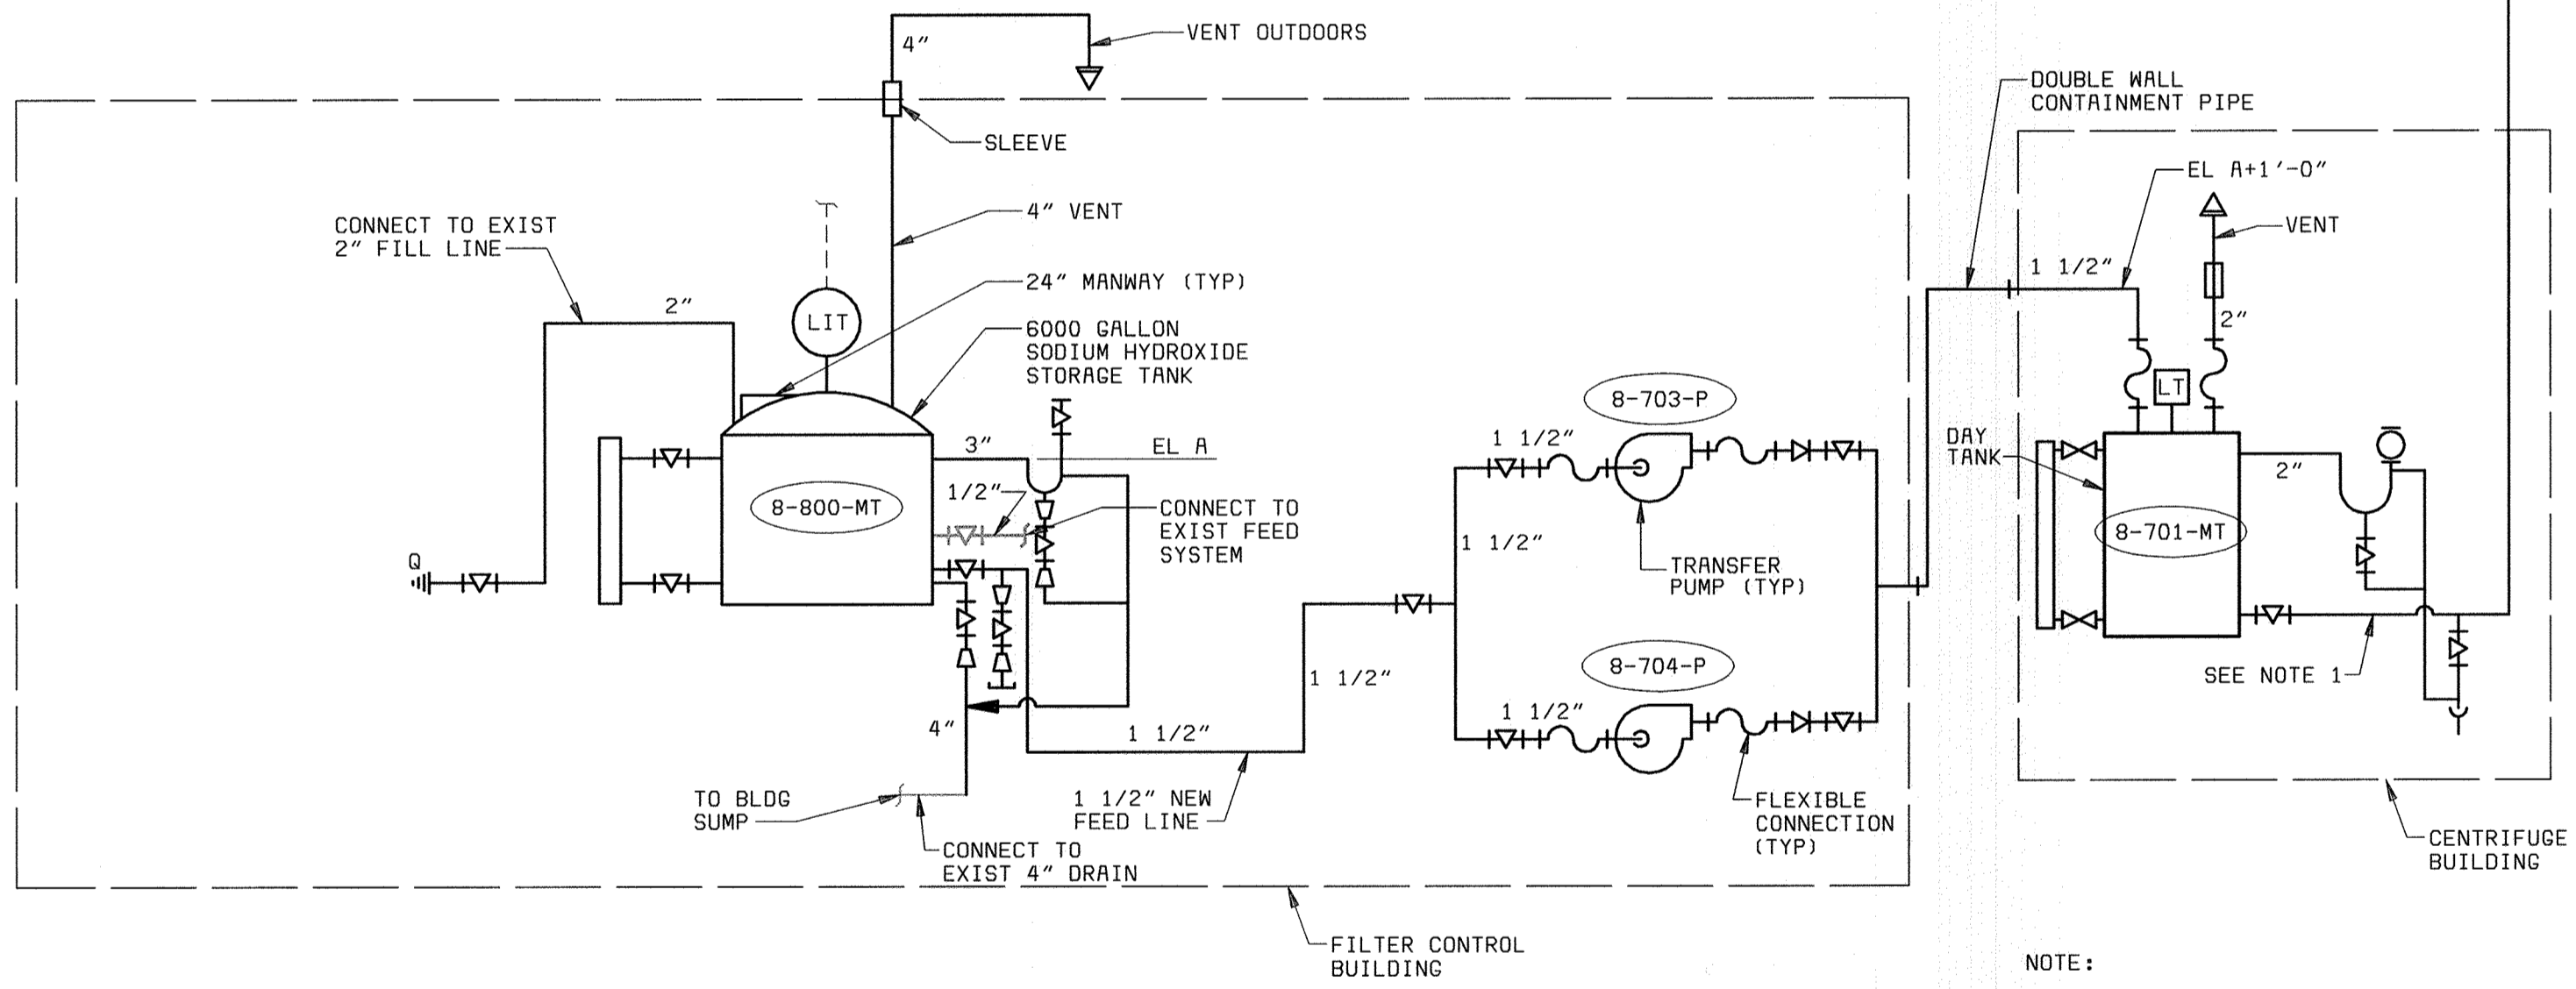 4"
VENT OUTDOORS
SLEEVE
DOUBLE WALL
CONTAINMENT PIPE
EL A+1'-0"
VENT
1 1/2"
2"
CONNECT TO EXIST
2" FILL LINE
2"
4" VENT
24" MANWAY (TYP)
LIT
6000 GALLON
SODIUM HYDROXIDE
STORAGE TANK
3"
EL A
1/2"
8-800-MT
CONNECT TO
EXIST FEED
SYSTEM
Q
4"
1 1/2"
1 1/2"
TO BLDG
SUMP
CONNECT TO
EXIST 4" DRAIN
1 1/2" NEW
FEED LINE
8-703-P
1 1/2"
1 1/2"
TRANSFER
PUMP (TYP)
8-704-P
1 1/2"
FLEXIBLE
CONNECTION
(TYP)
LT
DAY
TANK
2"
8-701-MT
SEE NOTE 1
CENTRIFUGE
BUILDING
FILTER CONTROL
BUILDING
NOTE: